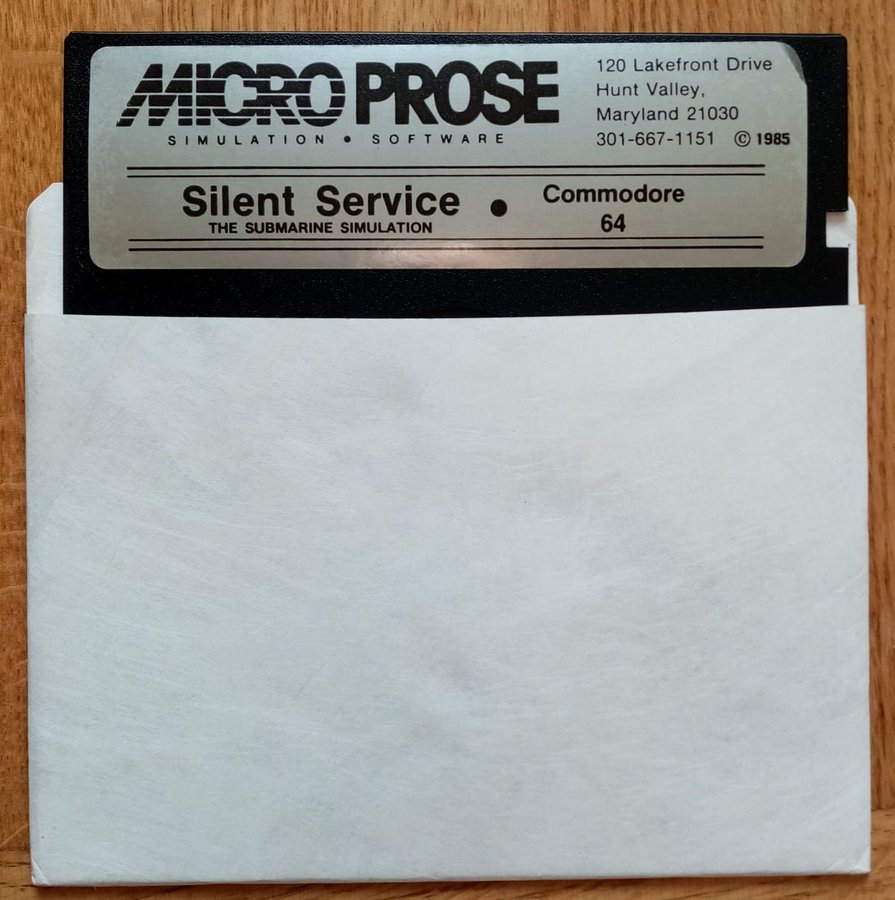 MICRO PROSE
SIMULATION • SOFTWARE
120 Lakefront Drive
Hunt Valley,
Maryland 21030
301-667-1151 © 1985
Silent Service • Commodore
64
THE SUBMARINE SIMULATION